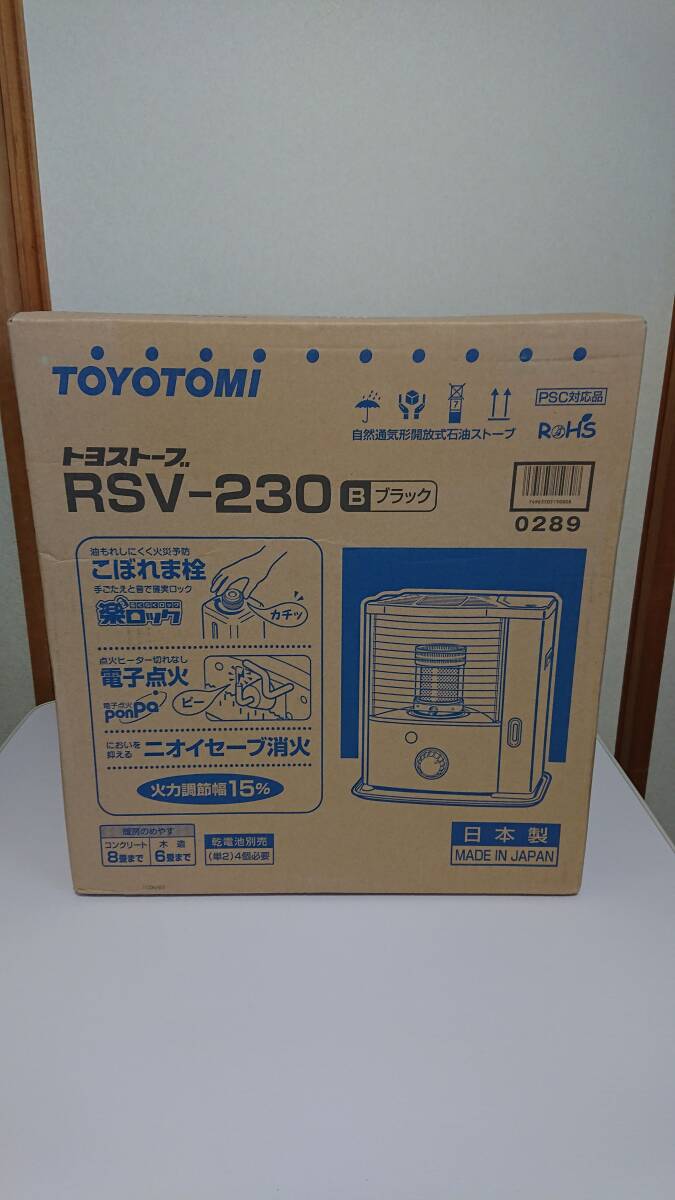 TOYOTOMI
7
PSC対応品
自然通気形開放式石油ストーブ
RoHS
トヨストーブ
RSV-230 B ブラック
0289
油もれしにくく火災予防
こぼれま栓
手ごたえと音で確実ロック
らくらくロック
楽ロック
カチッ
点火ヒーター切れなし
電子点火
電子点火
ponPa
ピー
においを
抑える
ニオイセーブ消火
火力調節幅15%
暖房のめやす
コンクリート
8畳まで
木造
6畳まで
乾電池別売
(単2)4個必要
日本製
MADE IN JAPAN